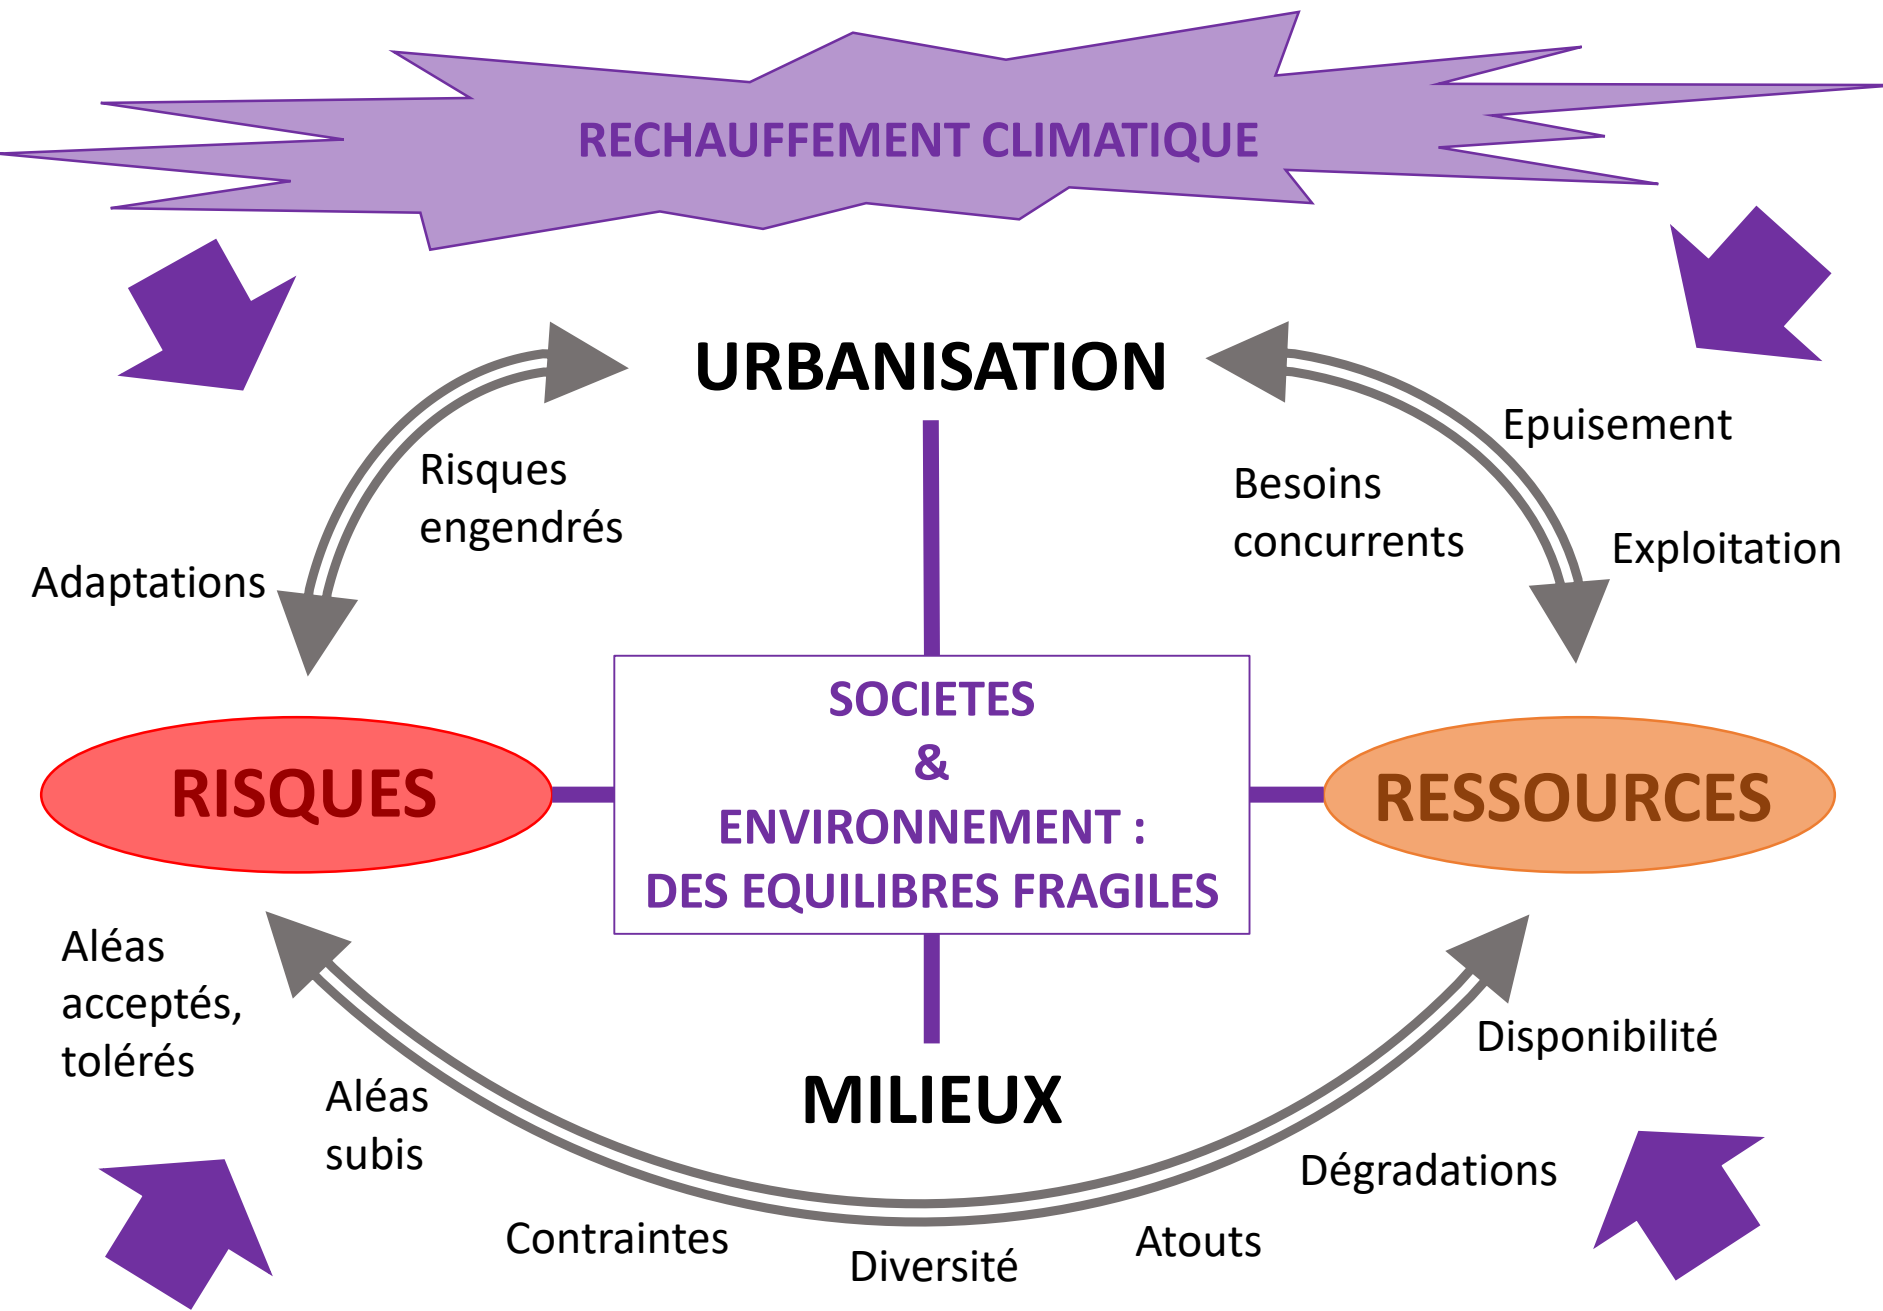 RECHAUFFEMENT CLIMATIQUE
URBANISATION
Epuisement
Risques
engendrés
Besoins
concurrents
Exploitation
Adaptations
SOCIETES
&
ENVIRONNEMENT :
DES EQUILIBRES FRAGILES
RISQUES
RESSOURCES
Aléas
acceptés,
tolérés
Disponibilité
MILIEUX
Aléas
subis
Dégradations
Contraintes
Diversité
Atouts